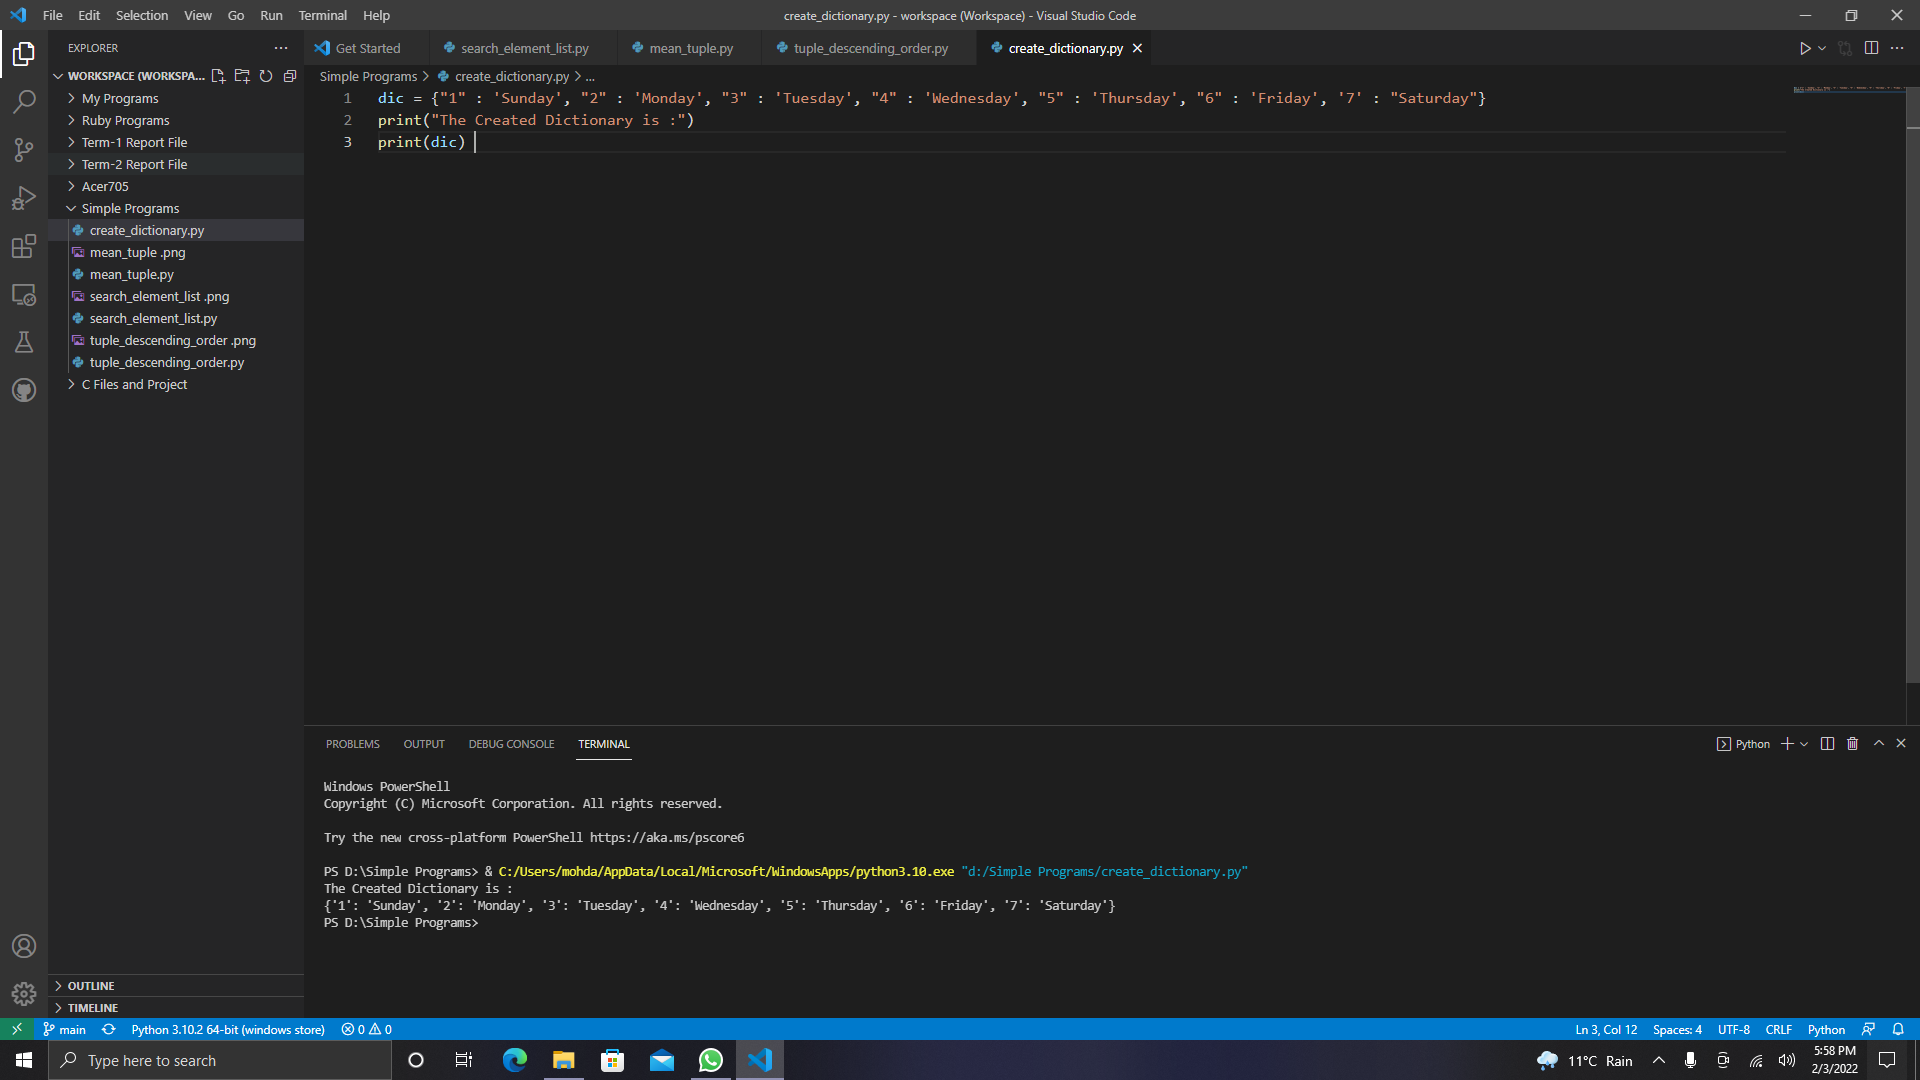 File Edit Selection View Go Run Terminal Help
create_dictionary.py - workspace (Workspace) - Visual Studio Code
EXPLORER
WORKSPACE (WORKSPA...
My Programs
Ruby Programs
Term-1 Report File
Term-2 Report File
Acer705
Simple Programs
create_dictionary.py
mean_tuple .png
mean_tuple.py
search_element_list .png
search_element_list.py
tuple_descending_order .png
tuple_descending_order.py
C Files and Project
OUTLINE
TIMELINE
Get Started search_element_list.py mean_tuple.py tuple_descending_order.py create_dictionary.py
Simple Programs > create_dictionary.py > ...
1 dic = {"1" : 'Sunday', "2" : 'Monday', "3" : 'Tuesday', "4" : 'Wednesday', "5" : 'Thursday', "6" : 'Friday', '7' : "Saturday"}
2 print("The Created Dictionary is :")
3 print(dic)
PROBLEMS OUTPUT DEBUG CONSOLE TERMINAL
Python
Windows PowerShell
Copyright (C) Microsoft Corporation. All rights reserved.
Try the new cross-platform PowerShell https://aka.ms/pscore6
PS D:\Simple Programs> & C:/Users/mohda/AppData/Local/Microsoft/WindowsApps/python3.10.exe "d:/Simple Programs/create_dictionary.py"
The Created Dictionary is :
{'1': 'Sunday', '2': 'Monday', '3': 'Tuesday', '4': 'Wednesday', '5': 'Thursday', '6': 'Friday', '7': 'Saturday'}
PS D:\Simple Programs>
main Python 3.10.2 64-bit (windows store) 0 0
Ln 3, Col 12 Spaces: 4 UTF-8 CRLF Python
Type here to search
11°C Rain
5:58 PM
2/3/2022